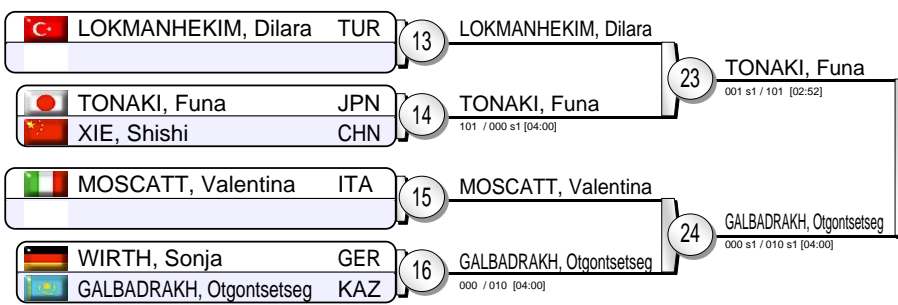 LOKMANHEKIM, Dilara TUR
13
LOKMANHEKIM, Dilara
TONAKI, Funa JPN
XIE, Shishi CHN
14
TONAKI, Funa
101 / 000 s1 [04:00]
23
TONAKI, Funa
001 s1 / 101 [02:52]
MOSCATT, Valentina ITA
15
MOSCATT, Valentina
WIRTH, Sonja GER
GALBADRAKH, Otgontsetseg KAZ
16
GALBADRAKH, Otgontsetseg
000 / 010 [04:00]
24
GALBADRAKH, Otgontsetseg
000 s1 / 010 s1 [04:00]